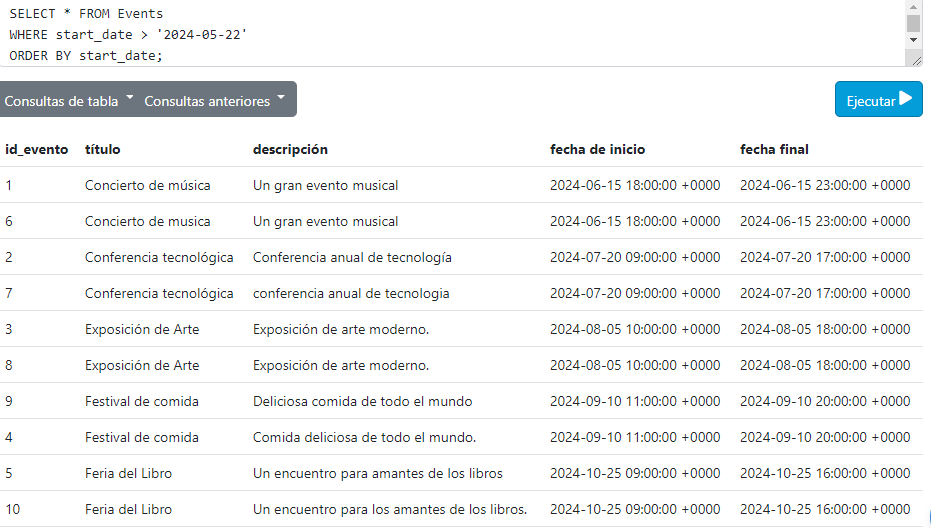 SELECT * FROM Events
WHERE start_date > '2024-05-22'
ORDER BY start_date;
Consultas de tabla Consultas anteriores Ejecutar
id_evento título descripción fecha de inicio fecha final
1 Concierto de música Un gran evento musical 2024-06-15 18:00:00 +0000 2024-06-15 23:00:00 +0000
6 Concierto de musica Un gran evento musical 2024-06-15 18:00:00 +0000 2024-06-15 23:00:00 +0000
2 Conferencia tecnológica Conferencia anual de tecnología 2024-07-20 09:00:00 +0000 2024-07-20 17:00:00 +0000
7 Conferencia tecnológica conferencia anual de tecnologia 2024-07-20 09:00:00 +0000 2024-07-20 17:00:00 +0000
3 Exposición de Arte Exposición de arte moderno. 2024-08-05 10:00:00 +0000 2024-08-05 18:00:00 +0000
8 Exposición de Arte Exposición de arte moderno. 2024-08-05 10:00:00 +0000 2024-08-05 18:00:00 +0000
9 Festival de comida Deliciosa comida de todo el mundo 2024-09-10 11:00:00 +0000 2024-09-10 20:00:00 +0000
4 Festival de comida Comida deliciosa de todo el mundo. 2024-09-10 11:00:00 +0000 2024-09-10 20:00:00 +0000
5 Feria del Libro Un encuentro para amantes de los libros 2024-10-25 09:00:00 +0000 2024-10-25 16:00:00 +0000
10 Feria del Libro Un encuentro para los amantes de los libros. 2024-10-25 09:00:00 +0000 2024-10-25 16:00:00 +0000